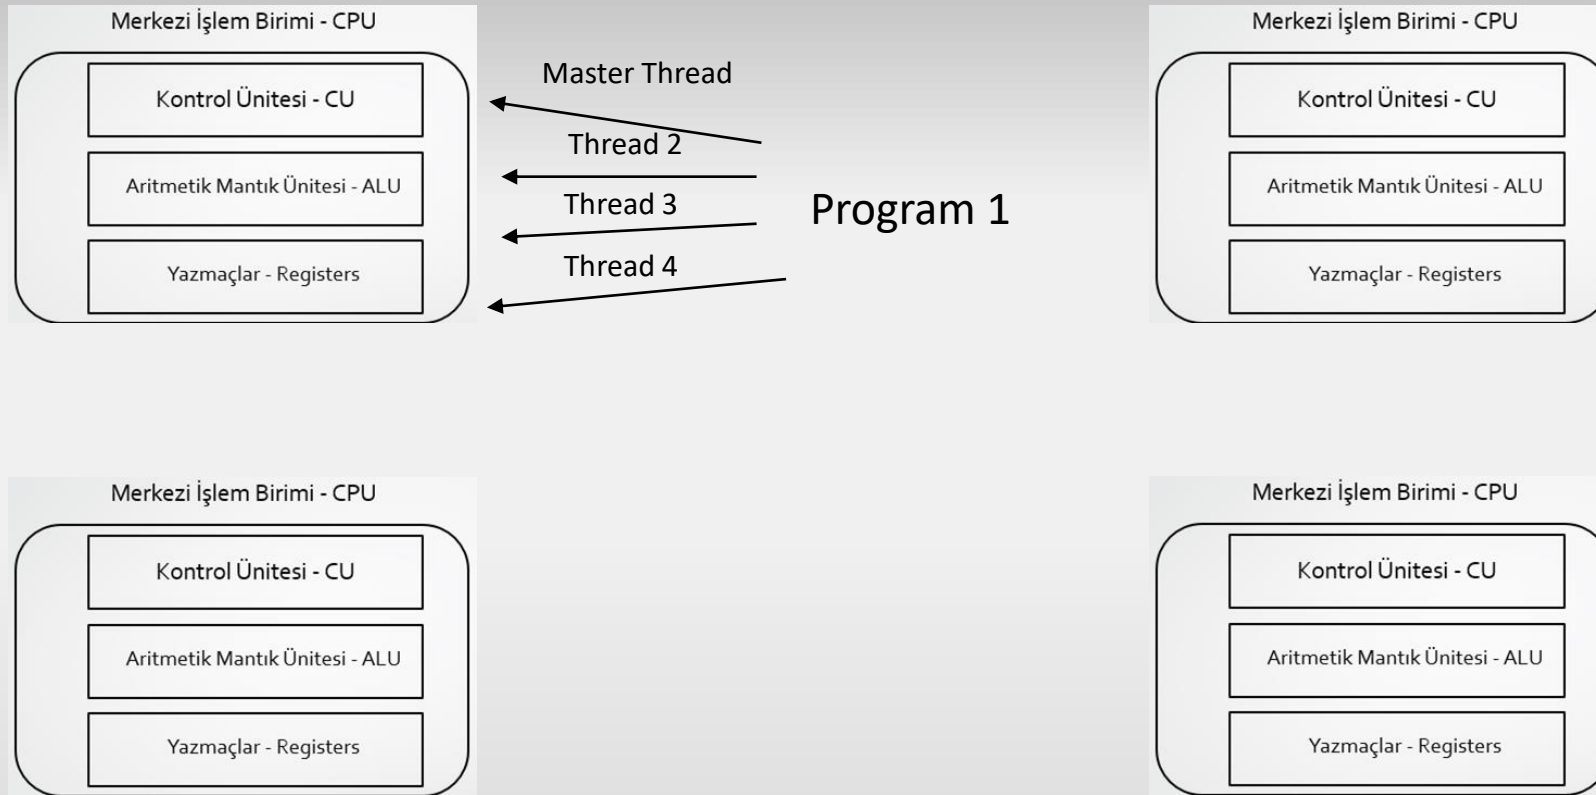 Merkezi İşlem Birimi - CPU
Kontrol Ünitesi - CU
Aritmetik Mantık Ünitesi - ALU
Yazmaçlar - Registers
Master Thread
Thread 2
Thread 3
Thread 4
Program 1
Merkezi İşlem Birimi - CPU
Kontrol Ünitesi - CU
Aritmetik Mantık Ünitesi - ALU
Yazmaçlar - Registers
Merkezi İşlem Birimi - CPU
Kontrol Ünitesi - CU
Aritmetik Mantık Ünitesi - ALU
Yazmaçlar - Registers
Merkezi İşlem Birimi - CPU
Kontrol Ünitesi - CU
Aritmetik Mantık Ünitesi - ALU
Yazmaçlar - Registers